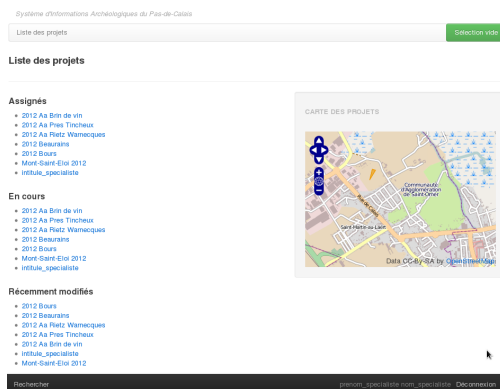 Système d'Informations Archéologiques du Pas-de-Calais
Liste des projets
Sélection vide
Liste des projets
Assignés
2012 Aa Brin de vin
2012 Aa Pres Tincheux
2012 Aa Rietz Warnecques
2012 Beaurains
2012 Bours
Mont-Saint-Eloi 2012
intitule_specialiste
En cours
2012 Aa Brin de vin
2012 Aa Pres Tincheux
2012 Aa Rietz Warnecques
2012 Beaurains
2012 Bours
Mont-Saint-Eloi 2012
intitule_specialiste
Récemment modifiés
2012 Bours
2012 Beaurains
2012 Aa Rietz Warnecques
2012 Aa Pres Tincheux
2012 Aa Brin de vin
intitule_specialiste
Mont-Saint-Eloi 2012
CARTE DES PROJETS
Communauté
d'Agglomération
de Saint-Omer
Rue de Calais
Saint-Martin-au-Laërt
Data CC-By-SA by OpenStreetMap
Rechercher
prenom_specialiste nom_specialiste Déconnexion